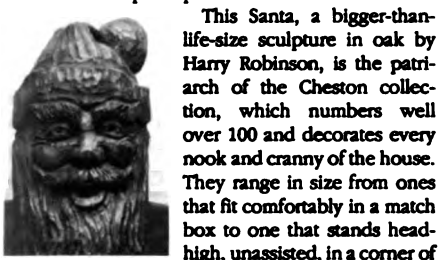 This Santa, a bigger-than-
life-size sculpture in oak by
Harry Robinson, is the patri-
arch of the Cheston collec-
tion, which numbers well
over 100 and decorates every
nook and cranny of the house.
They range in size from ones
that fit comfortably in a match
box to one that stands head-
high, unassisted, in a corner of